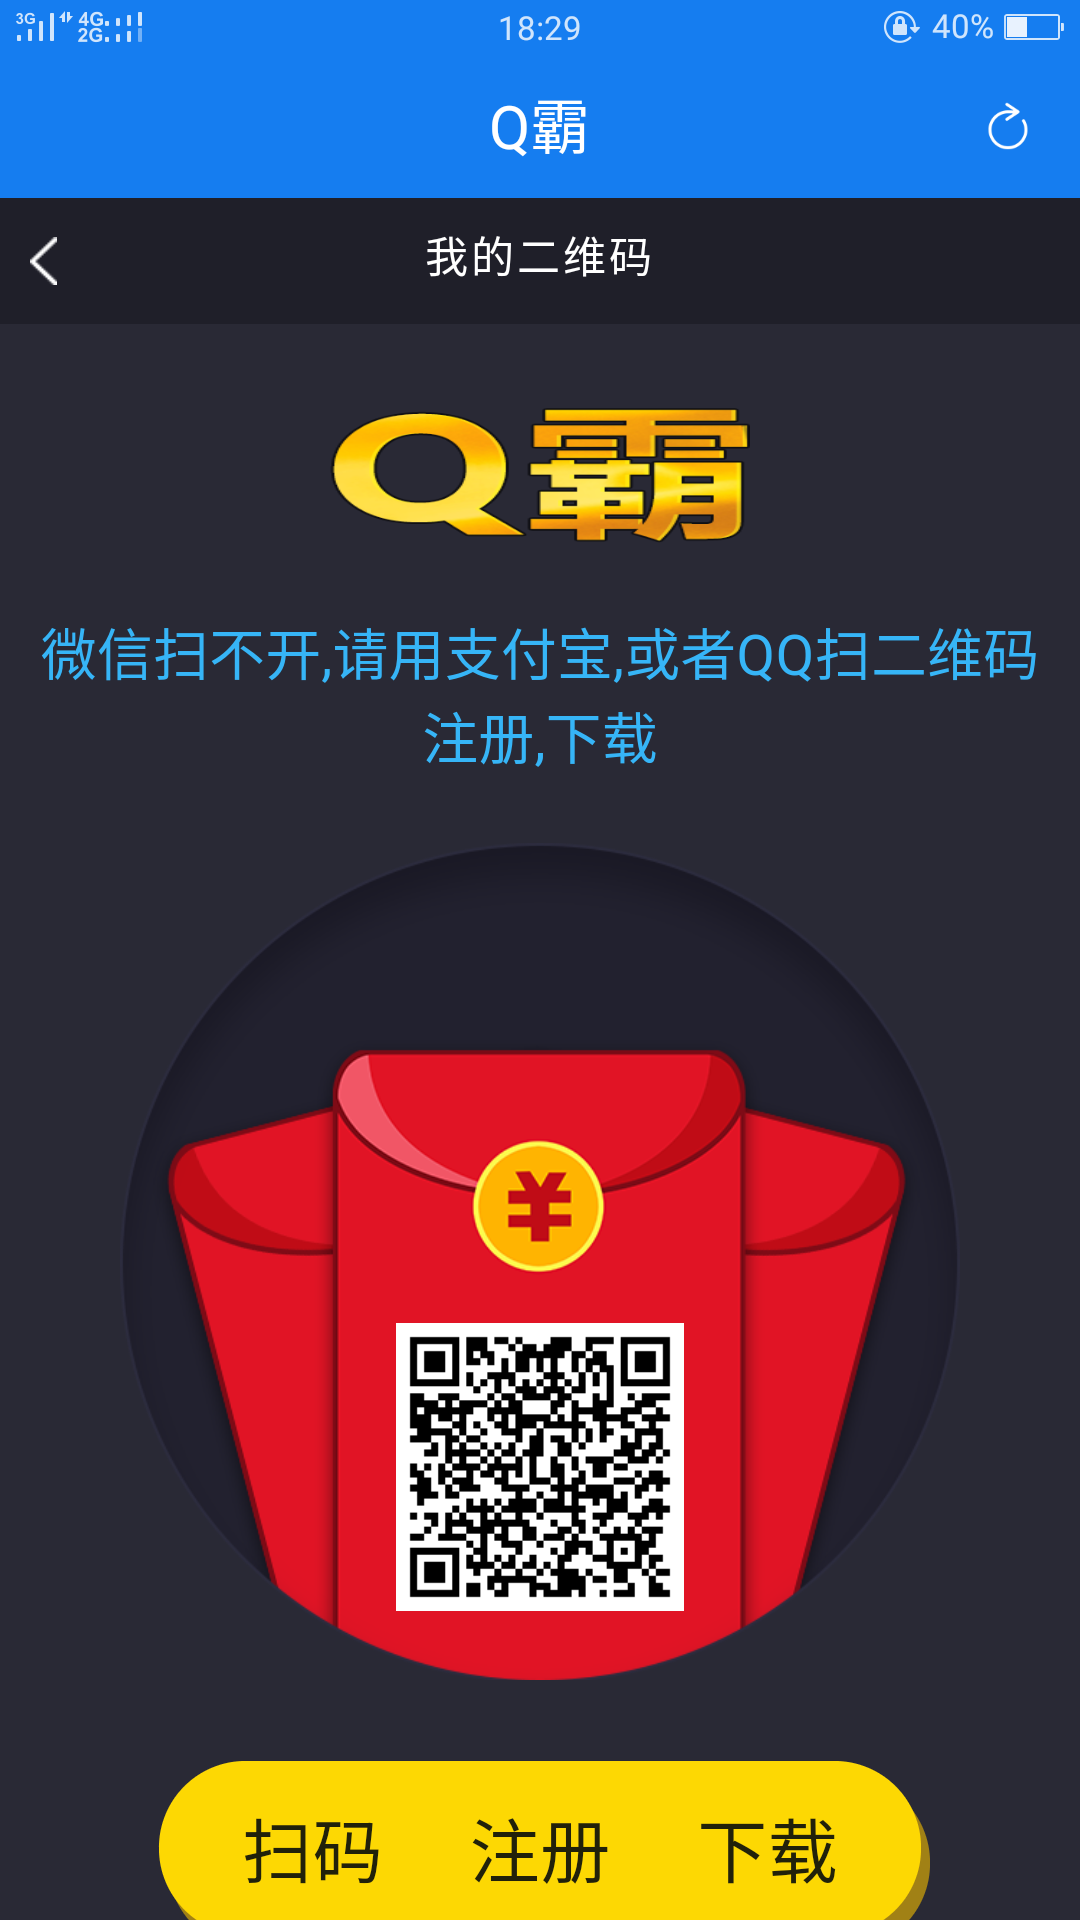 3G 4G 2G 18:29 40%
Q霸
我的二维码
Q霸
微信扫不开,请用支付宝,或者QQ扫二维码
注册,下载
¥
扫码 注册 下载